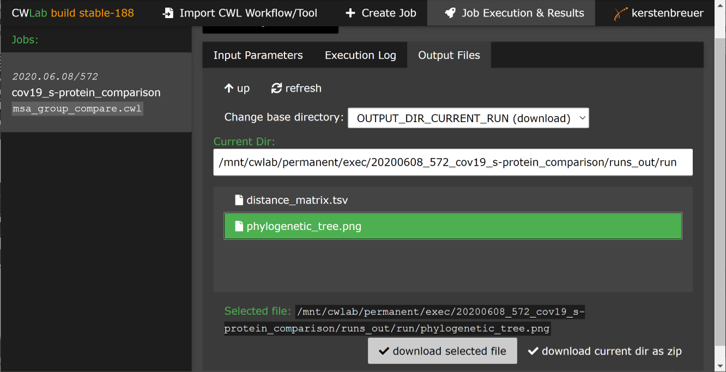 CWLab build stable-188 Import CWL Workflow/Tool Create Job Job Execution & Results kerstenbreuer
Jobs:
2020.06.08/572
cov19_s-protein_comparison
msa_group_compare.cwl
Input Parameters Execution Log Output Files
up refresh
Change base directory: OUTPUT_DIR_CURRENT_RUN (download)
Current Dir:
/mnt/cwlab/permanent/exec/20200608_572_cov19_s-protein_comparison/runs_out/run
distance_matrix.tsv
phylogenetic_tree.png
Selected file: /mnt/cwlab/permanent/exec/20200608_572_cov19_s-
protein_comparison/runs_out/run/phylogenetic_tree.png
download selected file download current dir as zip